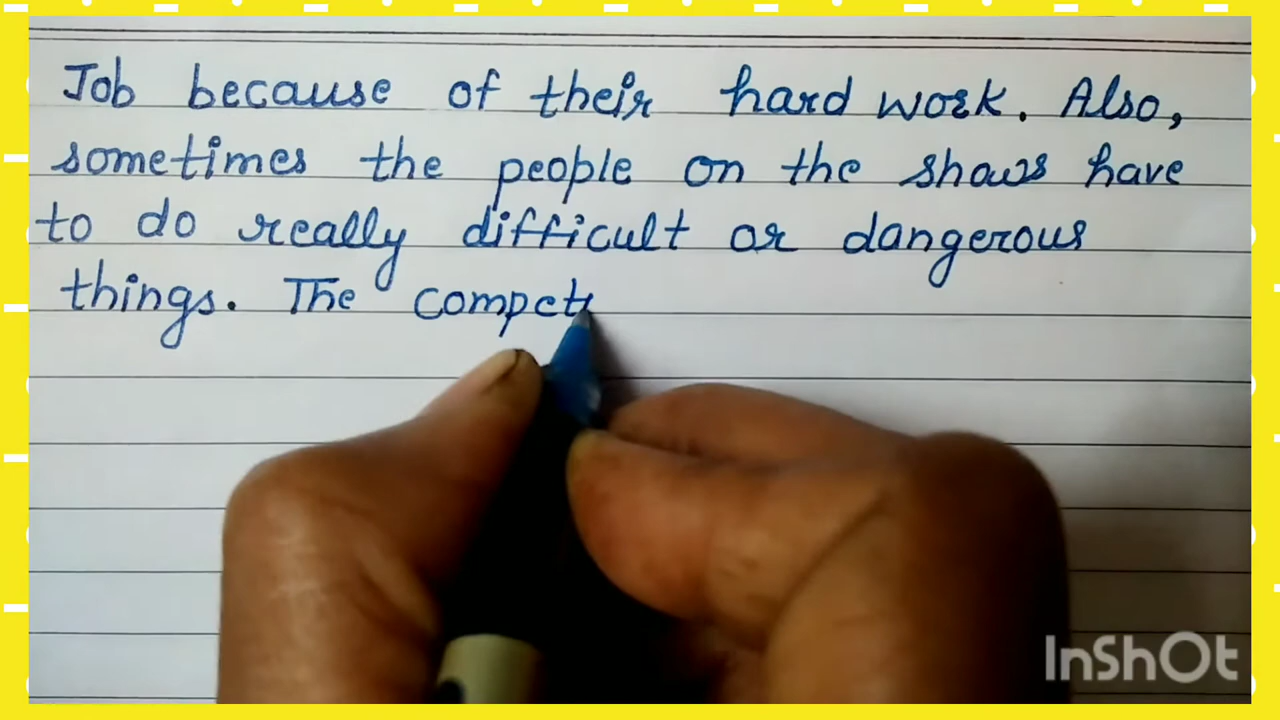 Job because of their hard work. Also,
sometimes the people on the shows have
to do really difficult or dangerous
things. The compet
InShOt